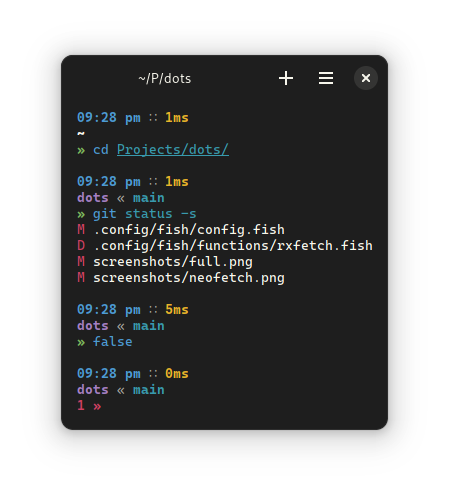 ~/P/dots
09:28 pm :: 1ms
~
» cd Projects/dots/
09:28 pm :: 1ms
dots « main
» git status -s
M .config/fish/config.fish
D .config/fish/functions/rxfetch.fish
M screenshots/full.png
M screenshots/neofetch.png
09:28 pm :: 5ms
dots « main
» false
09:28 pm :: 0ms
dots « main
1 »